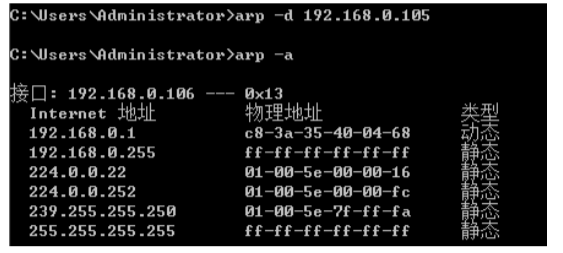 C:\Users\Administrator>arp -d 192.168.0.105
C:\Users\Administrator>arp -a
接口: 192.168.0.106 --- 0x13
Internet 地址 物理地址 类型
192.168.0.1 c8-3a-35-40-04-68 动态
192.168.0.255 ff-ff-ff-ff-ff-ff 静态
224.0.0.22 01-00-5e-00-00-16 静态
224.0.0.252 01-00-5e-00-00-fc 静态
239.255.255.250 01-00-5e-7f-ff-fa 静态
255.255.255.255 ff-ff-ff-ff-ff-ff 静态